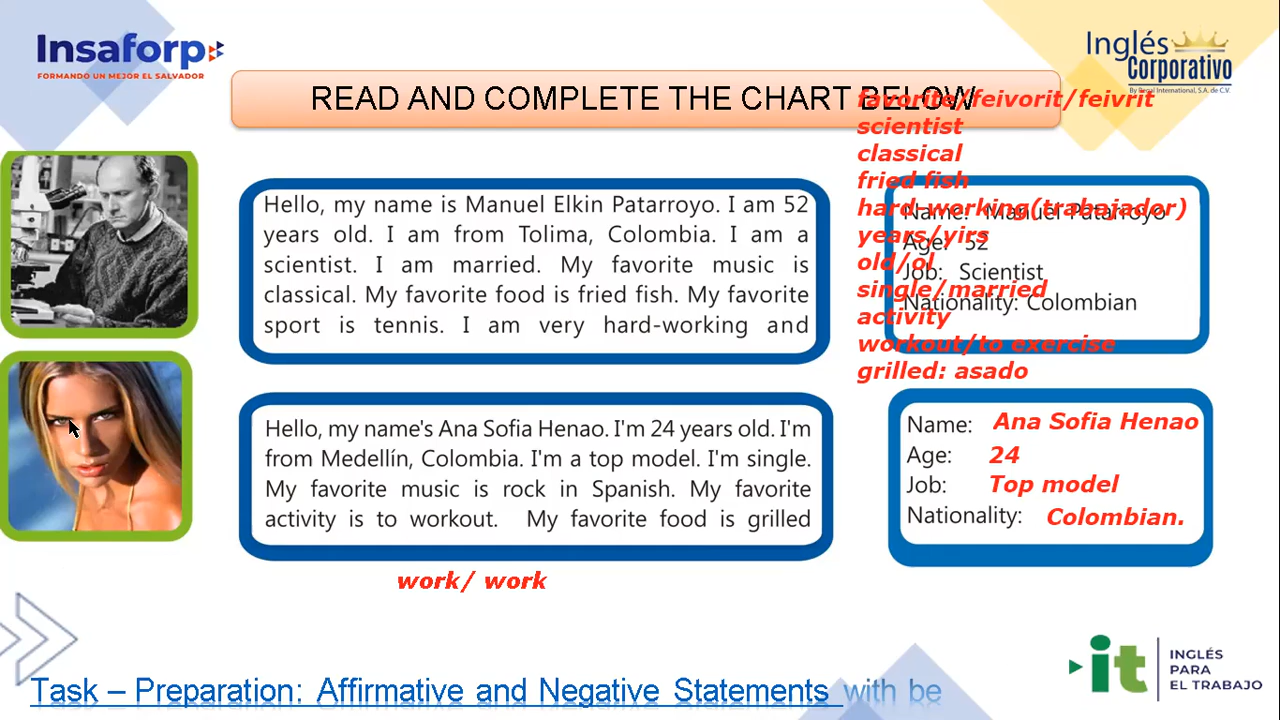 Insaforp
FORMANDO UN MEJOR EL SALVADOR
Inglés
Corporativo
By Regal International, S.A. de C.V.
READ AND COMPLETE THE CHART BELOW
favorite/feivorit/feivrit
scientist
classical
fried fish
hard-working(trabajador)
years/yirs
old/ol
single/married
activity
workout/to exercise
grilled: asado
Hello, my name is Manuel Elkin Patarroyo. I am 52
years old. I am from Tolima, Colombia. I am a
scientist. I am married. My favorite music is
classical. My favorite food is fried fish. My favorite
sport is tennis. I am very hard-working and
Name: Manuel Patarroyo
Age: 52
Job: Scientist
Nationality: Colombian
Hello, my name's Ana Sofia Henao. I'm 24 years old. I'm
from Medellín, Colombia. I'm a top model. I'm single.
My favorite music is rock in Spanish. My favorite
activity is to workout. My favorite food is grilled
Name: Ana Sofia Henao
Age: 24
Job: Top model
Nationality: Colombian.
work/ work
Task – Preparation: Affirmative and Negative Statements with be
it
INGLÉS
PARA
EL TRABAJO